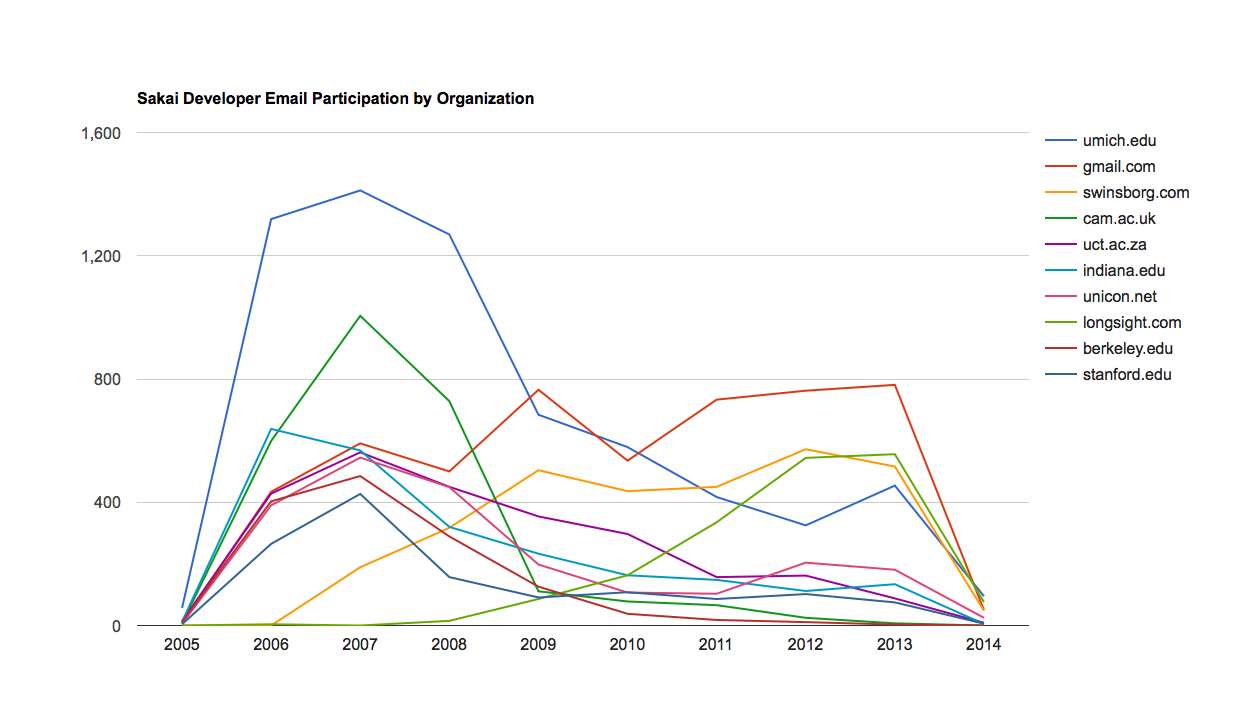 Sakai Developer Email Participation by Organization
1,600
1,200
800
400
0
2005 2006 2007 2008 2009 2010 2011 2012 2013 2014
umich.edu
gmail.com
swinsborg.com
cam.ac.uk
uct.ac.za
indiana.edu
unicon.net
longsight.com
berkeley.edu
stanford.edu